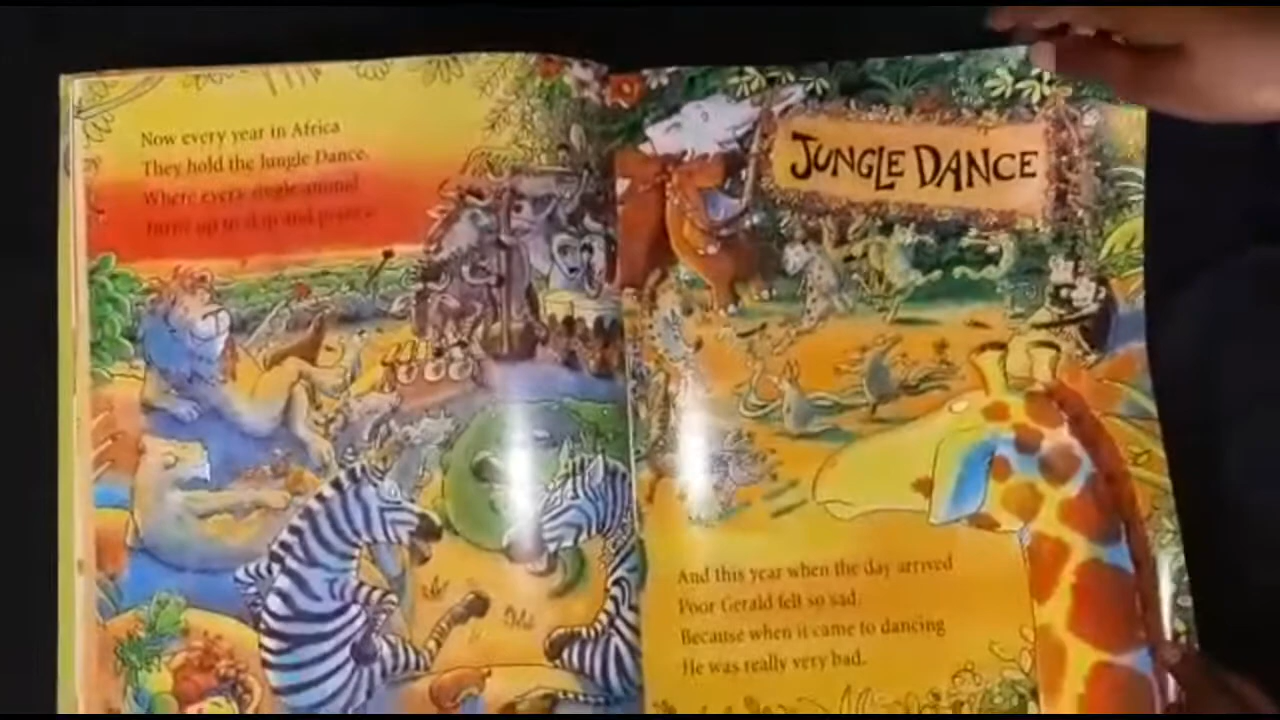 Now every year in Africa
They hold the Jungle Dance,
Where every single animal
Turns up to skip and prance.
JUNGLE DANCE
And this year when the day arrived
Poor Gerald felt so sad.
Because when it came to dancing
He was really very bad.